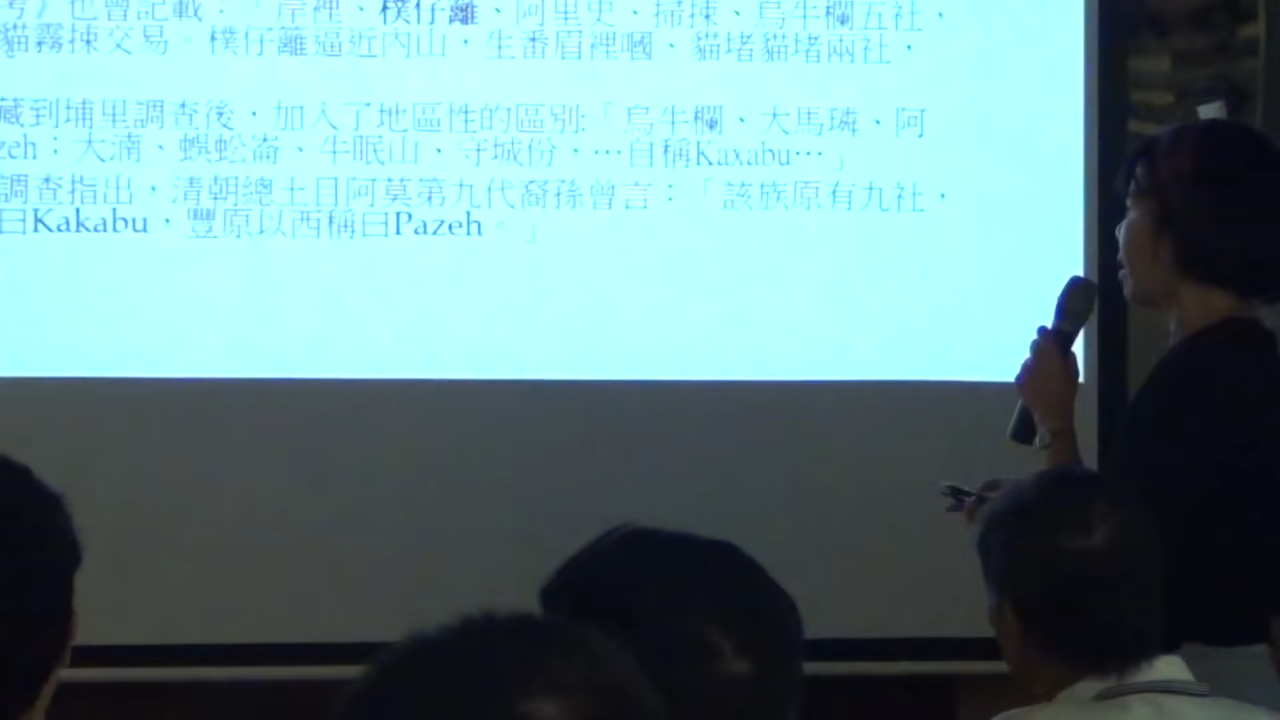 考）也曾記載：「岸裡、樸仔籬、阿里史、掃捒、烏牛欄五社，
貓霧捒交易。樸仔籬逼近內山，生番眉裡嘓、貓堵貓堵兩社，
藏到埔里調查後，加入了地區性的區別:「烏牛欄、大馬璘、阿
zeh；大湳、蜈蚣崙、牛眠山、守城份，…自稱Kaxabu…」
調查指出，清朝總土目阿莫第九代裔孫曾言：「該族原有九社，
曰Kakabu，豐原以西稱曰Pazeh。」